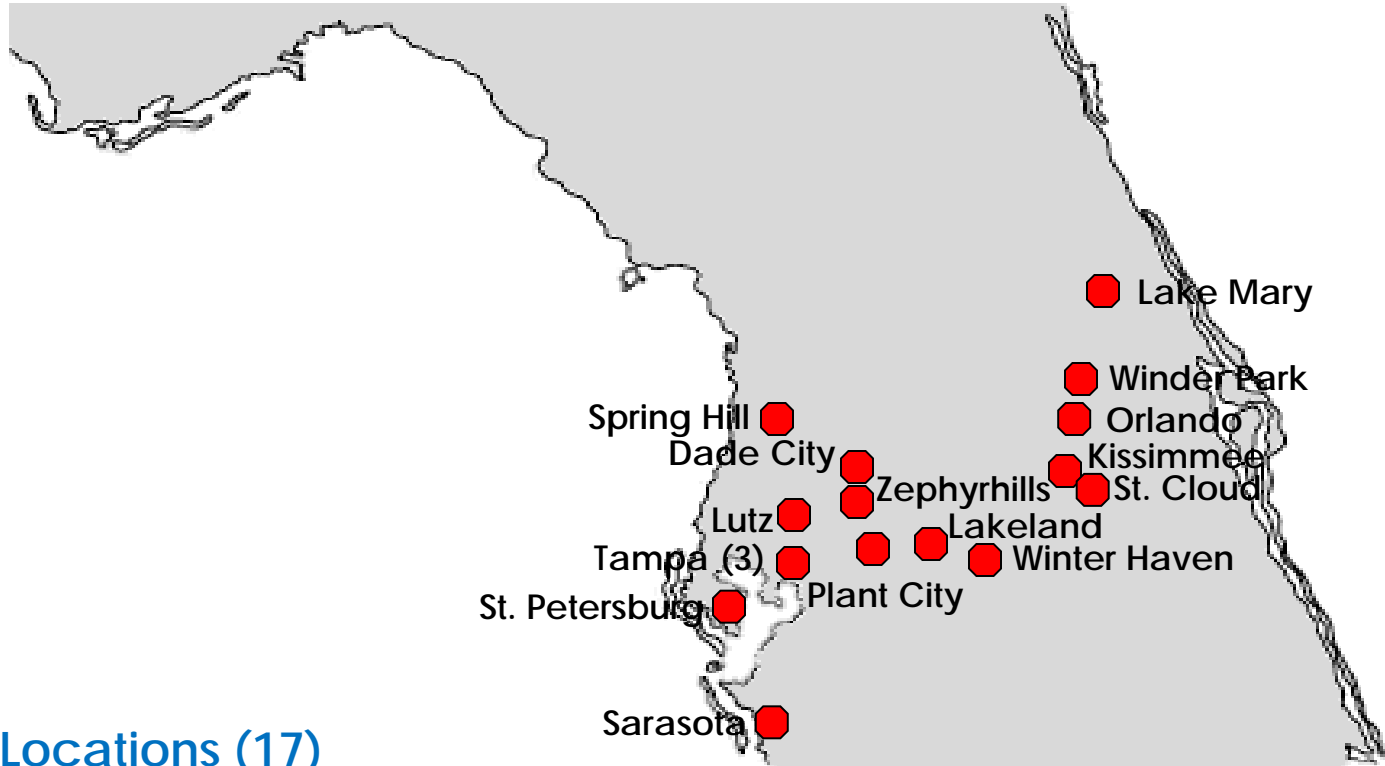 Lake Mary
Winder Park
Spring Hill
Orlando
Dade City
Kissimmee
Zephyrhills
St. Cloud
Lutz
Lakeland
Tampa (3)
Winter Haven
Plant City
St. Petersburg
Sarasota
Locations (17)